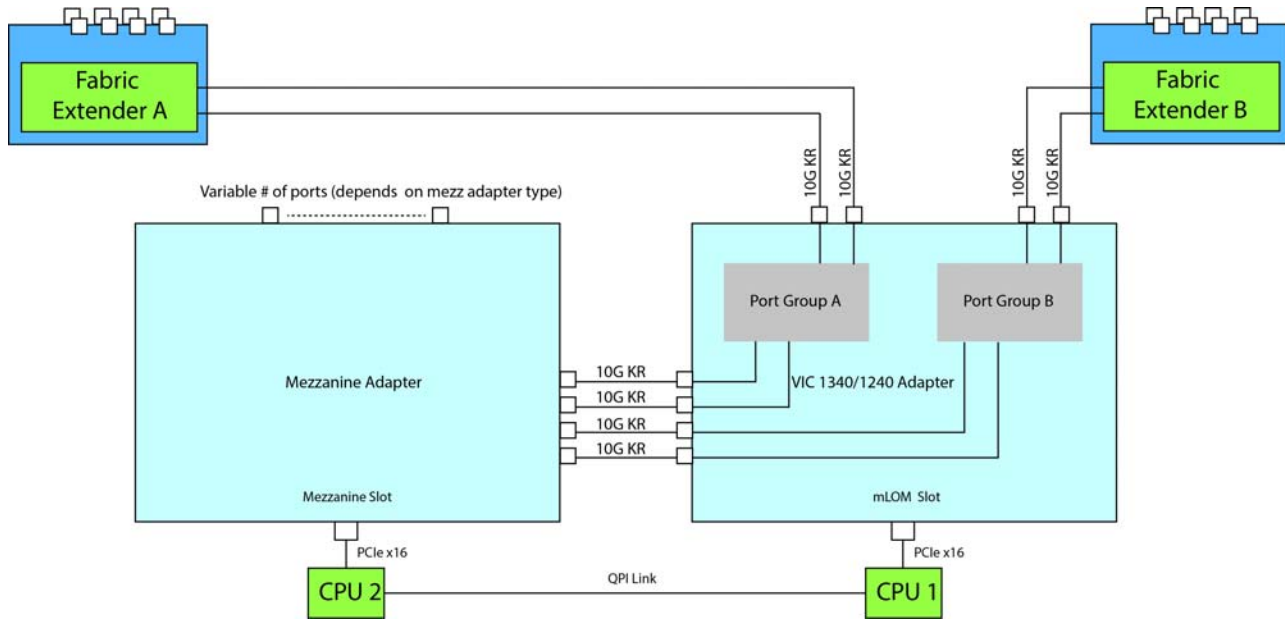 Fabric
Extender A
Fabric
Extender B
10G KR
10G KR
10G KR
10G KR
Variable # of ports (depends on mezz adapter type)
Port Group A
Port Group B
Mezzanine Adapter
VIC 1340/1240 Adapter
10G KR
10G KR
10G KR
10G KR
Mezzanine Slot
mLOM Slot
PCIe x16
PCIe x16
CPU 2
QPI Link
CPU 1